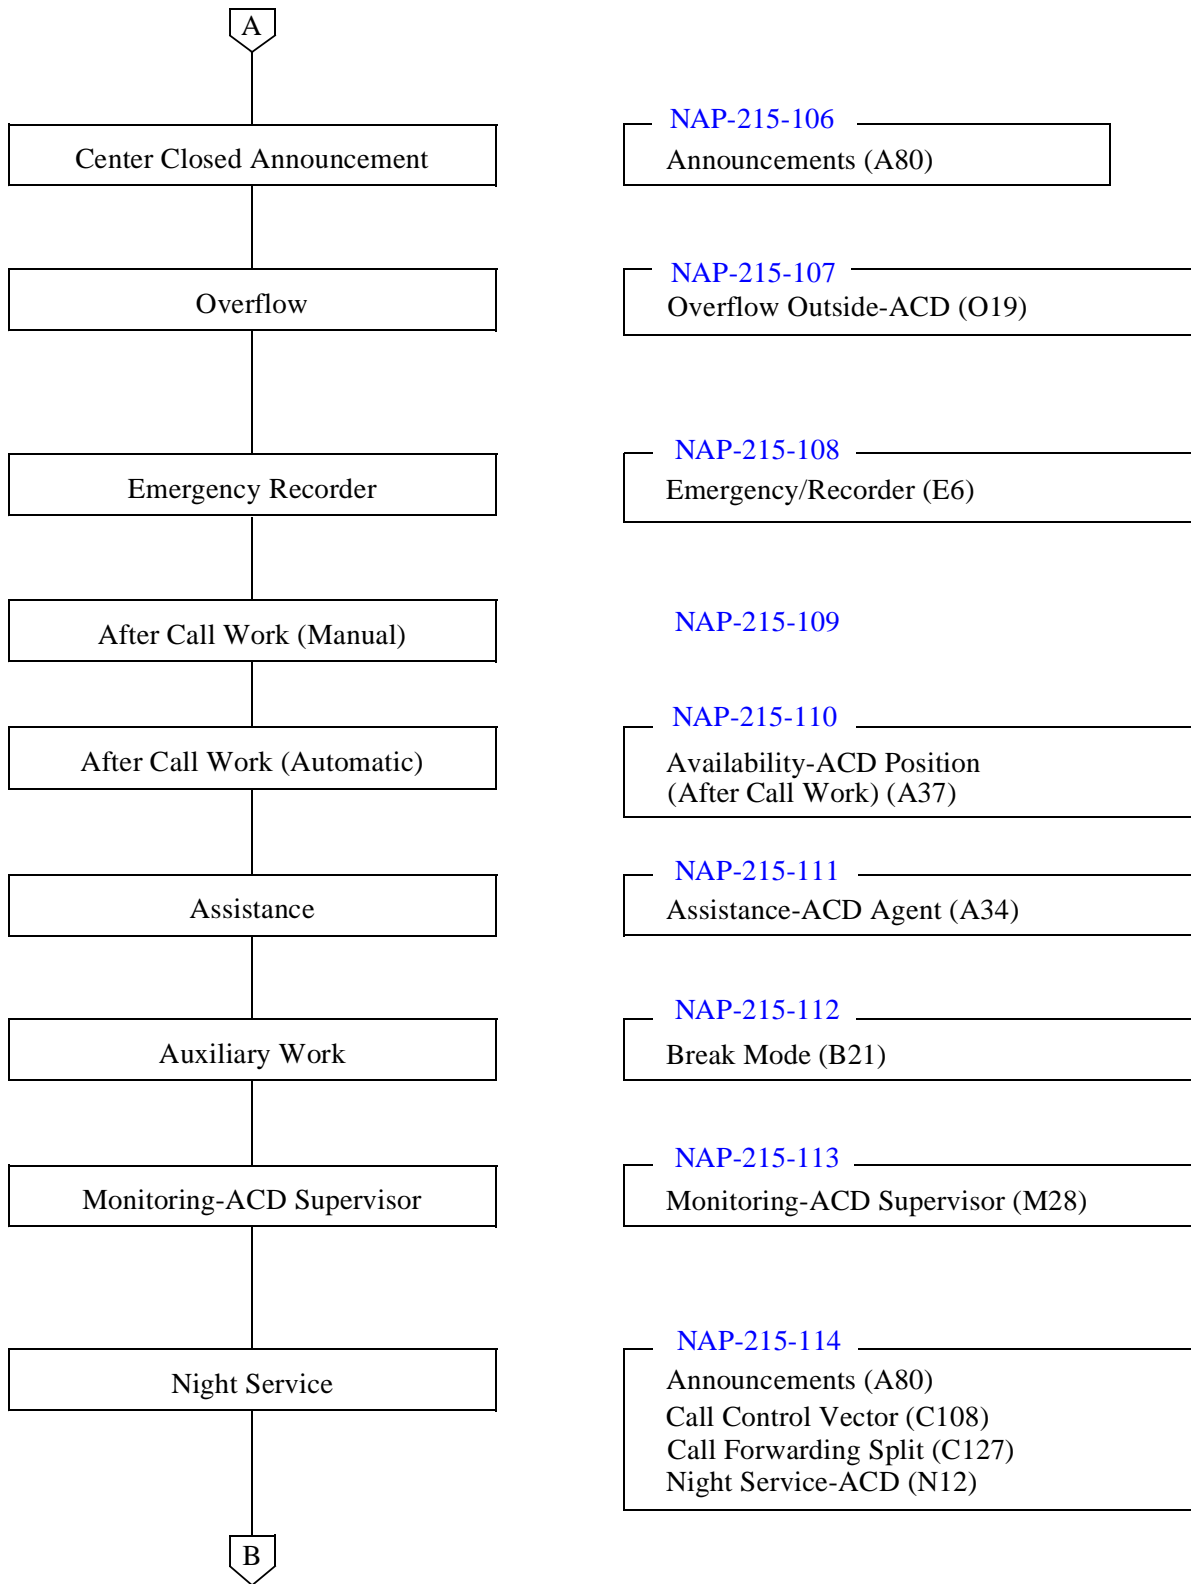 A
Center Closed Announcement
NAP-215-106
Announcements (A80)
Overflow
NAP-215-107
Overflow Outside-ACD (O19)
Emergency Recorder
NAP-215-108
Emergency/Recorder (E6)
After Call Work (Manual)
NAP-215-109
After Call Work (Automatic)
NAP-215-110
Availability-ACD Position
(After Call Work) (A37)
Assistance
NAP-215-111
Assistance-ACD Agent (A34)
Auxiliary Work
NAP-215-112
Break Mode (B21)
Monitoring-ACD Supervisor
NAP-215-113
Monitoring-ACD Supervisor (M28)
Night Service
NAP-215-114
Announcements (A80)
Call Control Vector (C108)
Call Forwarding Split (C127)
Night Service-ACD (N12)
B